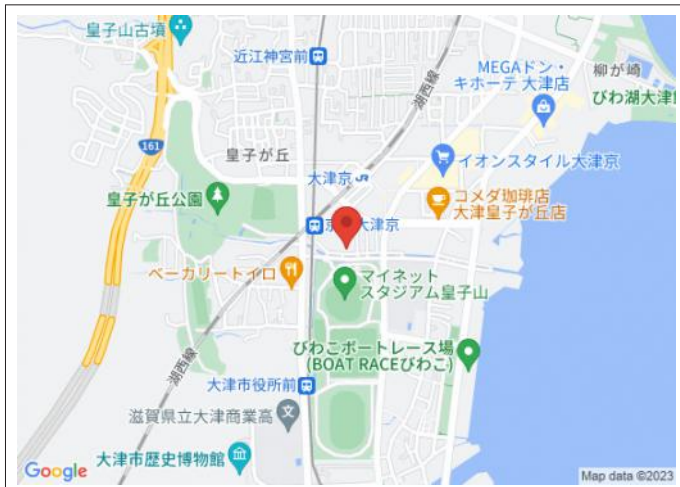 皇子山古墳
近江神宮前
湖西線
MEGAドン・
キホーテ 大津店
柳が崎
びわ湖大津館
161
皇子が丘
大津京
JR
イオンスタイル大津京
皇子が丘公園
コメダ珈琲店
大津皇子が丘店
京
大津京
ベーカリートイロ
マイネット
スタジアム皇子山
湖西線
びわこボートレース場
(BOAT RACEびわこ)
大津市役所前
滋賀県立大津商業高
文
大津市歴史博物館
Google
Map data ©2023